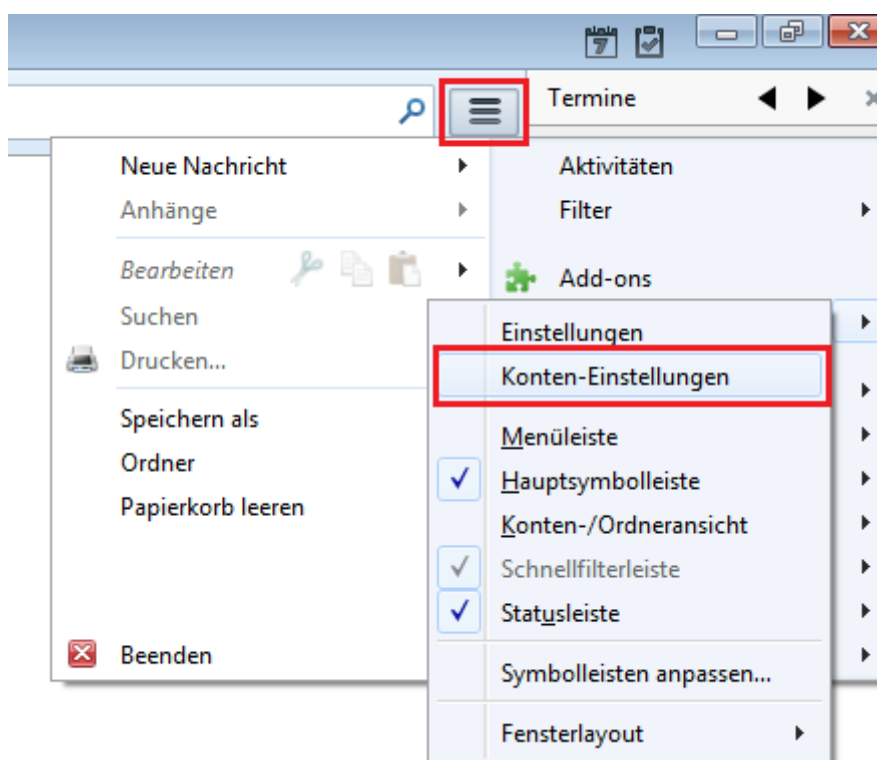 7
Termine
Neue Nachricht
Anhänge
Bearbeiten
Suchen
Drucken...
Speichern als
Ordner
Papierkorb leeren
Beenden
Aktivitäten
Filter
Add-ons
Einstellungen
Konten-Einstellungen
Menüleiste
Hauptsymbolleiste
Konten-/Ordneransicht
Schnellfilterleiste
Statusleiste
Symbolleisten anpassen...
Fensterlayout